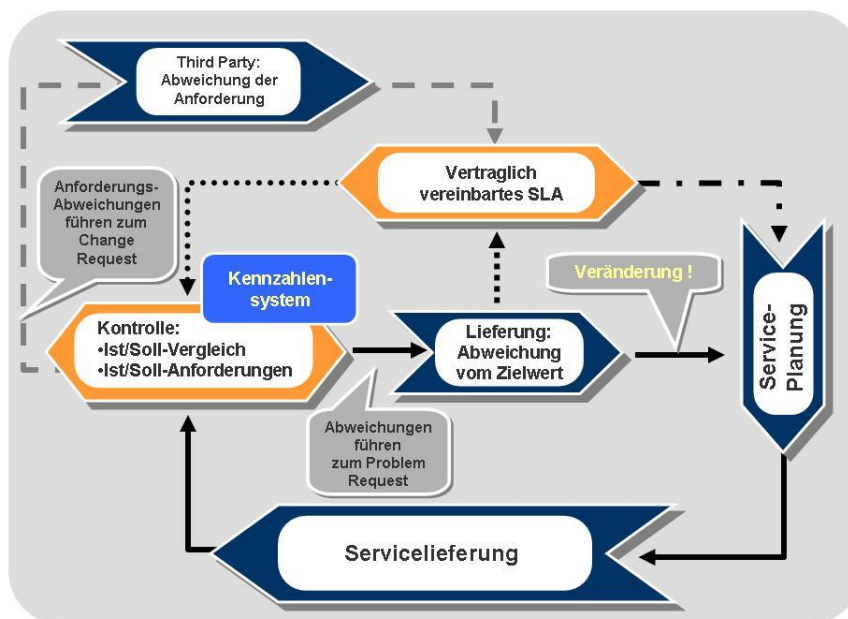 Third Party:
Abweichung der
Anforderung
Vertraglich
vereinbartes SLA
Anforderungs-
Abweichungen
führen zum
Change
Request
Kennzahlen-
system
Veränderung !
Kontrolle:
•Ist/Soll-Vergleich
•Ist/Soll-Anforderungen
Lieferung:
Abweichung
vom Zielwert
Service-
Planung
Abweichungen
führen
zum Problem
Request
Servicelieferung